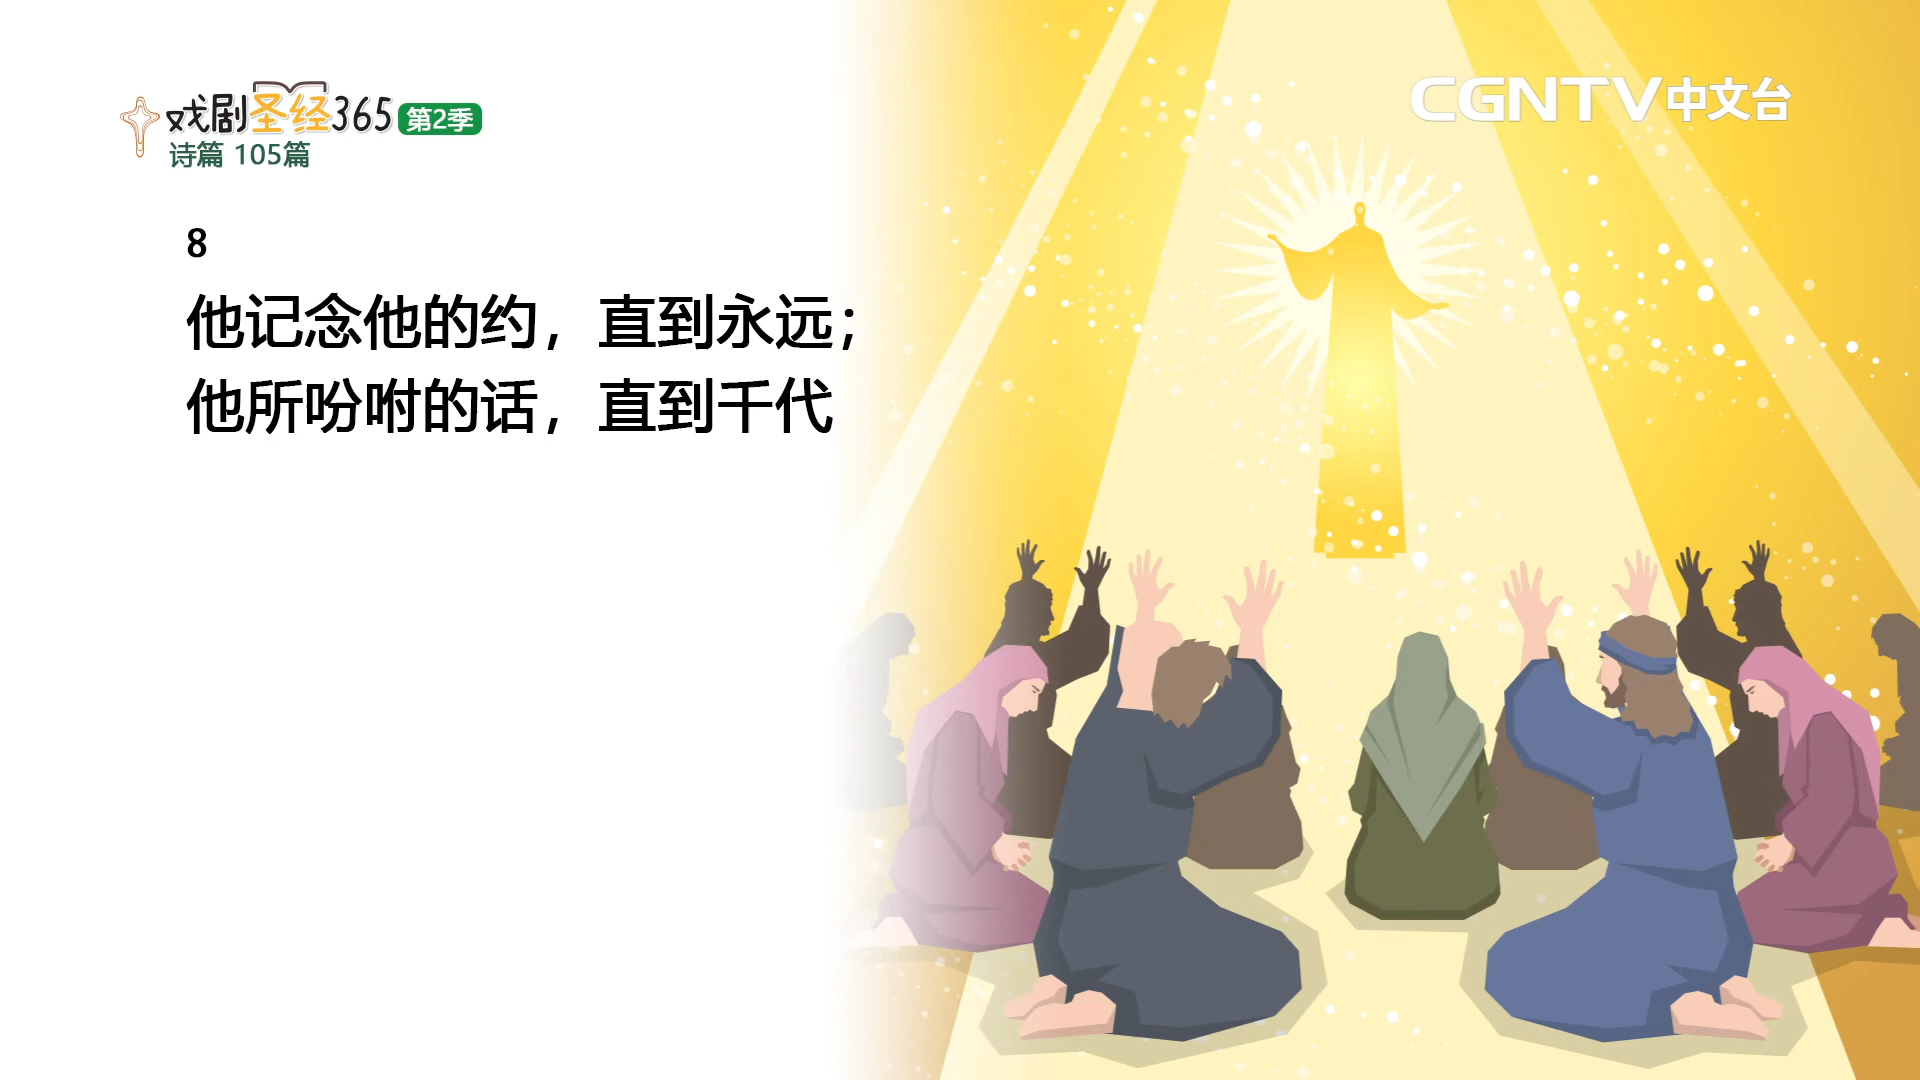 戏剧圣经365 第2季
诗篇 105篇
CGNTV中文台
8
他记念他的约，直到永远；
他所吩咐的话，直到千代